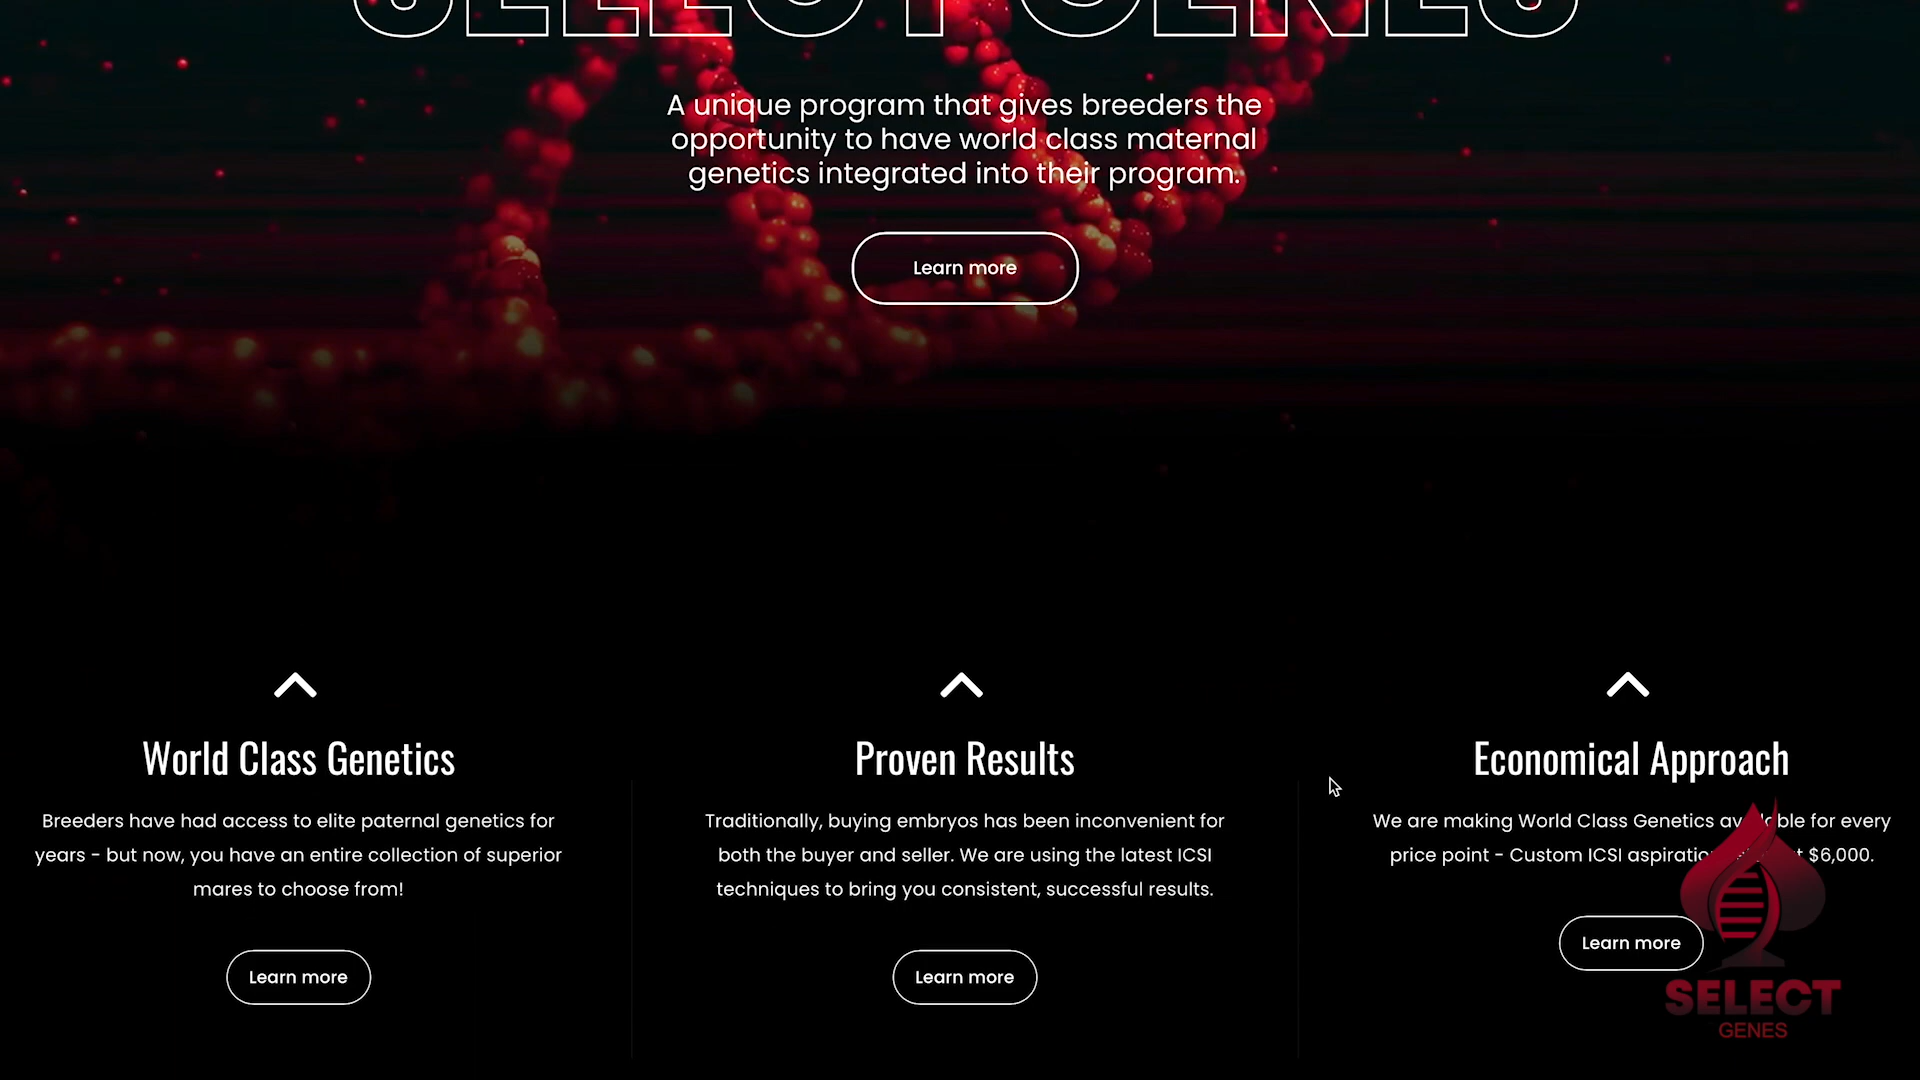 SELECT GENES
A unique program that gives breeders the
opportunity to have world class maternal
genetics integrated into their program.
Learn more
World Class Genetics
Breeders have had access to elite paternal genetics for
years - but now, you have an entire collection of superior
mares to choose from!
Learn more
Proven Results
Traditionally, buying embryos has been inconvenient for
both the buyer and seller. We are using the latest ICSI
techniques to bring you consistent, successful results.
Learn more
Economical Approach
We are making World Class Genetics available for every
price point - Custom ICSI $6,000.
Learn more
SELECT
GENES